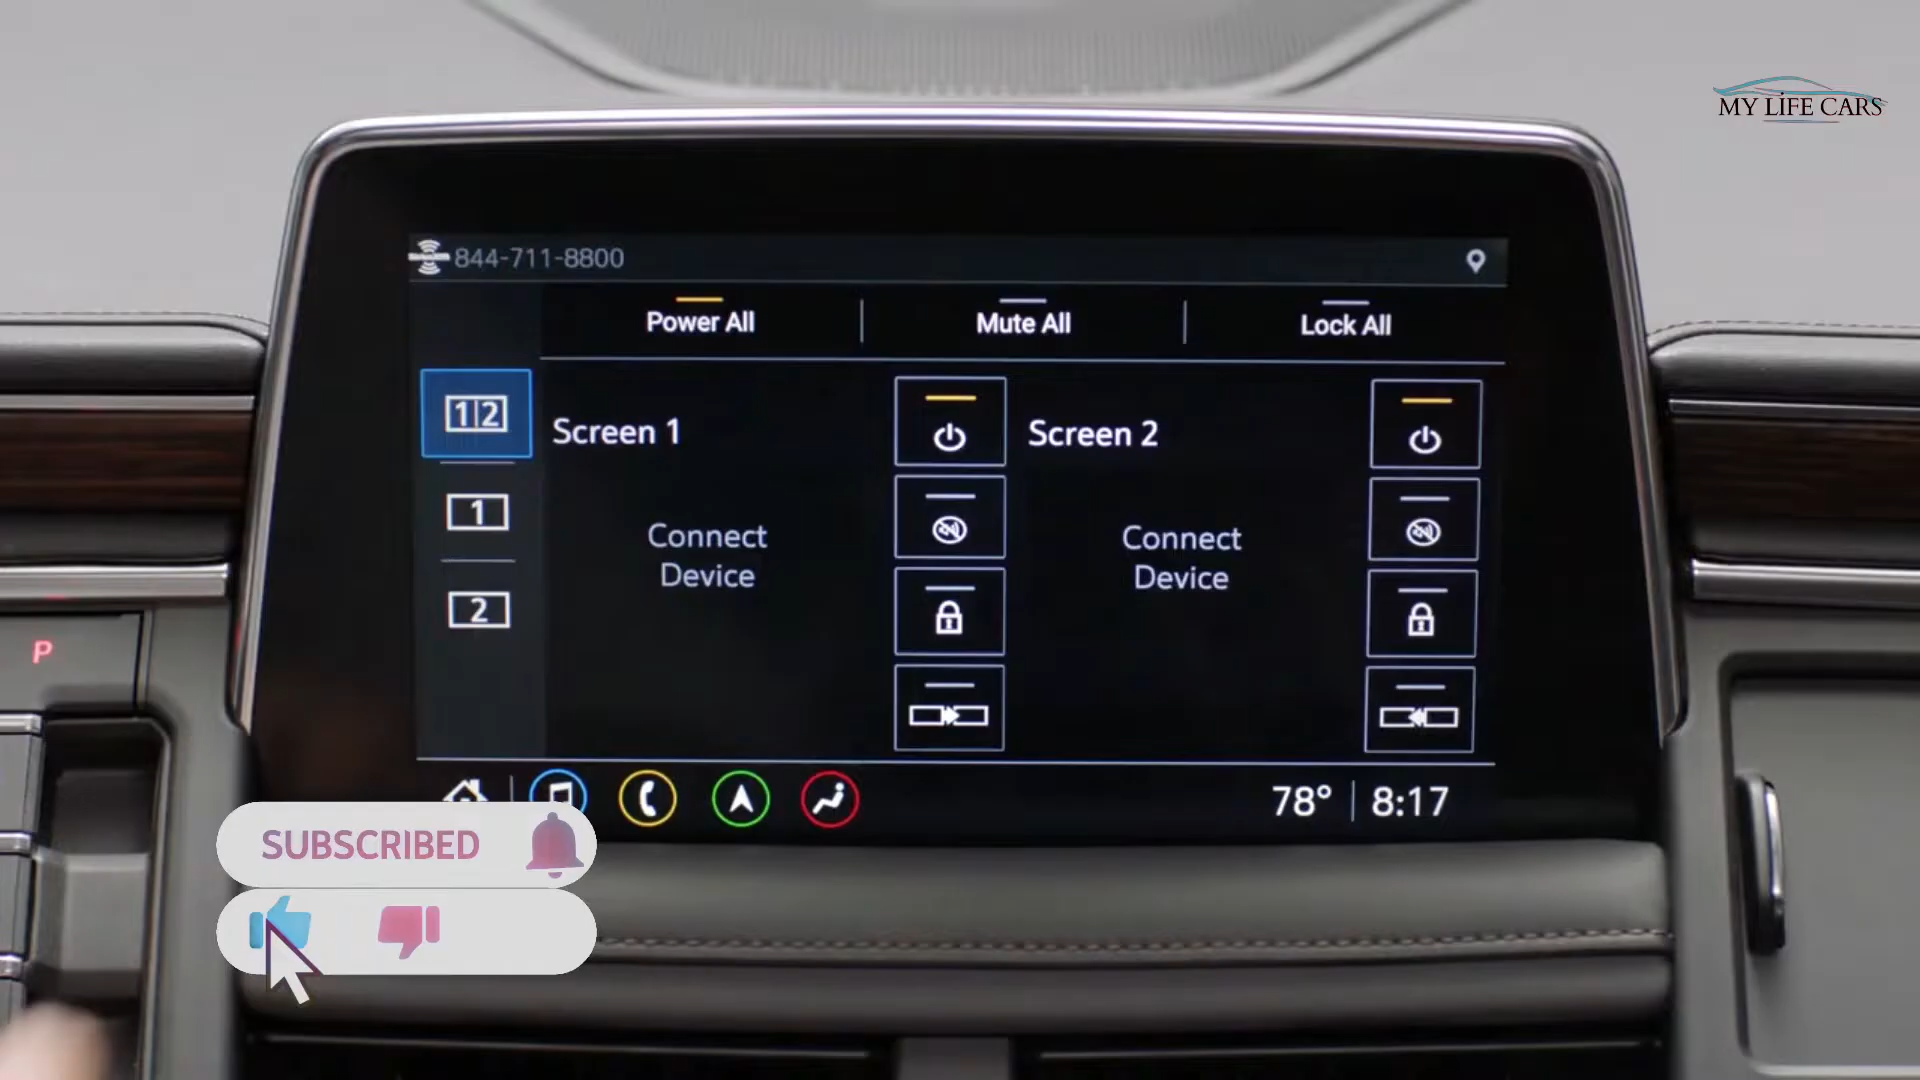 MY LiFE CARS
844-711-8800
Power All
Mute All
Lock All
1|2
Screen 1
Screen 2
1
Connect
Device
Connect
Device
2
78°
8:17
P
SUBSCRIBED